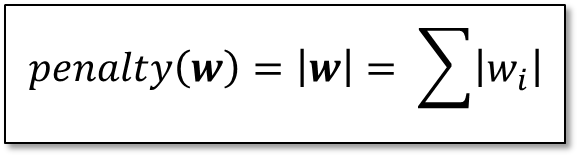 penalty(w) = |w| = ∑|wᵢ|